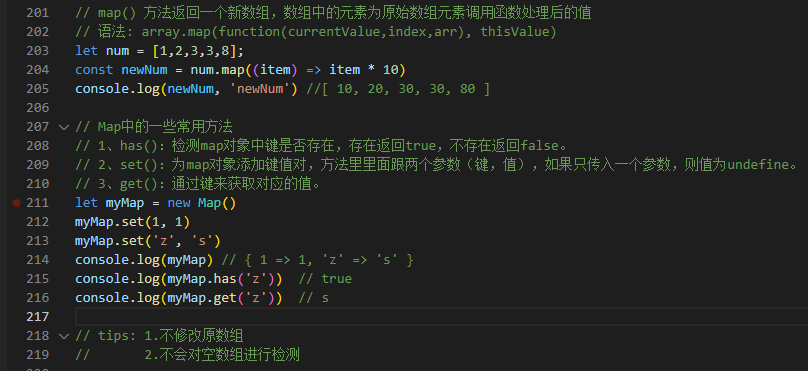 201 // map() 方法返回一个新数组，数组中的元素为原始数组元素调用函数处理后的值
202 // 语法: array.map(function(currentValue,index,arr), thisValue)
203 let num = [1,2,3,3,8];
204 const newNum = num.map((item) => item * 10)
205 console.log(newNum, 'newNum') //[ 10, 20, 30, 30, 80 ]
206
207 // Map中的一些常用方法
208 // 1、has()：检测map对象中键是否存在，存在返回true，不存在返回false。
209 // 2、set()：为map对象添加键值对，方法里里面跟两个参数（键，值），如果只传入一个参数，则值为undefine。
210 // 3、get()：通过键来获取对应的值。
211 let myMap = new Map()
212 myMap.set(1, 1)
213 myMap.set('z', 's')
214 console.log(myMap) // { 1 => 1, 'z' => 's' }
215 console.log(myMap.has('z'))  // true
216 console.log(myMap.get('z'))  // s
217
218 // tips: 1.不修改原数组
219 //       2.不会对空数组进行检测